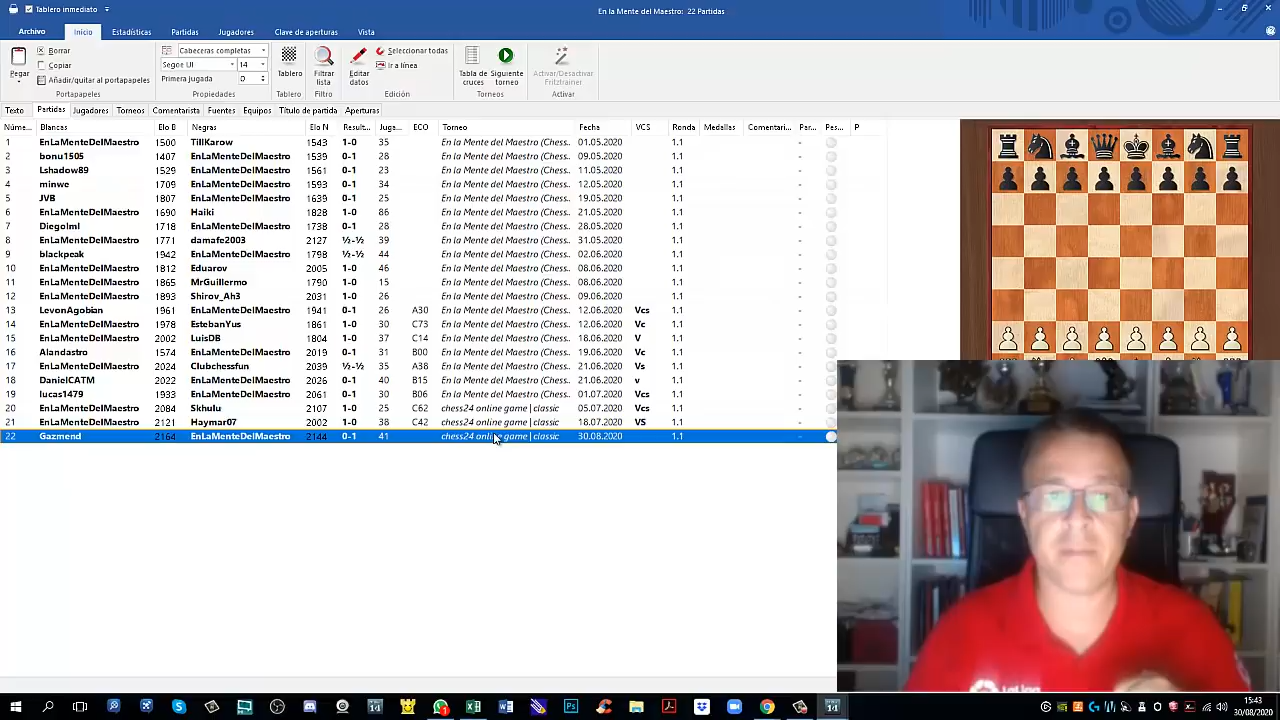 Tablero inmediato
En la Mente del Maestro: 22 Partidas
Archivo Inicio Estadísticas Partidas Jugadores Clave de aperturas Vista
Pegar
Borrar
Copiar
Añadir/quitar al portapapeles
Portapapeles
Cabeceras completas
Segoe UI 14
Primera jugada 0
Propiedades
Tablero
Filtrar lista
Filtro
Editar datos
Seleccionar todas
Ir a línea
Edición
Tabla de cruces
Siguiente torneo
Torneos
Activar/Desactivar Fritztrainer
Activar
Texto Partidas Jugadores Torneos Comentarista Fuentes Equipos Título de partida Aperturas
Núme... Blancas Elo B Negras Elo N Result... Juga... ECO Torneo Fecha VCS Ronda Medallas Comentari... Par... Pes... P
1 EnLaMenteDelMaestro 1500 TillKarow 1543 1-0 25 En la Mente del Maestro (Chess.. 01.05.2020 1.1 -
2 bonu1505 1407 EnLaMenteDelMaestro 1539 0-1 23 En la Mente del Maestro (Chess.. 09.05.2020 1.1 -
3 Lshadow89 1529 EnLaMenteDelMaestro 1561 0-1 23 En la Mente del Maestro (Chess.. 11.05.2020 1.1 -
4 minwe 1709 EnLaMenteDelMaestro 1593 0-1 34 En la Mente del Maestro (Chess.. 12.05.2020 1.1 -
5 JVB 1807 EnLaMenteDelMaestro 1639 0-1 25 En la Mente del Maestro (Chess.. 19.05.2020 1.1 -
6 EnLaMenteDelMaestro 1690 Haiki 1828 1-0 36 En la Mente del Maestro (Chess.. 21.05.2020 1.1 -
7 Diegolml 1718 EnLaMenteDelMaestro 1738 0-1 28 En la Mente del Maestro (Chess.. 28.05.2020 1.1 -
8 EnLaMenteDelMaestro 1771 damafe2003 2127 ½-½ 39 En la Mente del Maestro (Chess.. 31.05.2020 1.1 -
9 blackpeak 1942 EnLaMenteDelMaestro 1798 ½-½ 44 En la Mente del Maestro (Chess.. 02.06.2020 1.1 -
10 EnLaMenteDelMaestro 1812 Eduarov 2005 1-0 46 En la Mente del Maestro (Chess.. 08.06.2020 1.1 -
11 EnLaMenteDelMaestro 1865 MrGuillermo 1790 1-0 15 En la Mente del Maestro (Chess.. 08.06.2020 1.1 -
12 EnLaMenteDelMaestro 1893 Shirov_Ah3 2031 1-0 26 En la Mente del Maestro (Chess.. 09.06.2020 1.1 -
13 LevonAgobian 1961 EnLaMenteDelMaestro 1941 0-1 26 A30 En la Mente del Maestro (Chess.. 12.06.2020 Vcs 1.1 -
14 EnLaMenteDelMaestro 1978 EstebanYus 1861 1-0 30 C73 En la Mente del Maestro (Chess.. 12.06.2020 Vc 1.1 -
15 EnLaMenteDelMaestro 2002 LuisDB 1804 1-0 37 C14 En la Mente del Maestro (Chess.. 18.06.2020 V 1.1 -
16 Alandastro 1574 EnLaMenteDelMaestro 2019 0-1 31 B00 En la Mente del Maestro (Chess.. 19.06.2020 Vc 1.1 -
17 EnLaMenteDelMaestro 2024 Clubchessfun 2039 ½-½ 35 A38 En la Mente del Maestro (Chess.. 21.06.2020 Vs 1.1 -
18 DanielCATM 2022 EnLaMenteDelMaestro 2026 0-1 40 B15 En la Mente del Maestro (Chess.. 21.06.2020 v 1.1 -
19 lucas1479 1933 EnLaMenteDelMaestro 2061 0-1 24 B06 En la Mente del Maestro (Chess.. 01.07.2020 Vcs 1.1 -
20 EnLaMenteDelMaestro 2084 Skhulu 2107 1-0 25 C62 chess24 online game | classic 05.07.2020 Vcs 1.1 -
21 EnLaMenteDelMaestro 2121 Haymar07 2002 1-0 38 C42 chess24 online game | classic 18.07.2020 VS 1.1 -
22 Gazmend 2164 EnLaMenteDelMaestro 2144 0-1 41 chess24 online game | classic 30.08.2020 1.1 -
15:43
30/08/2020